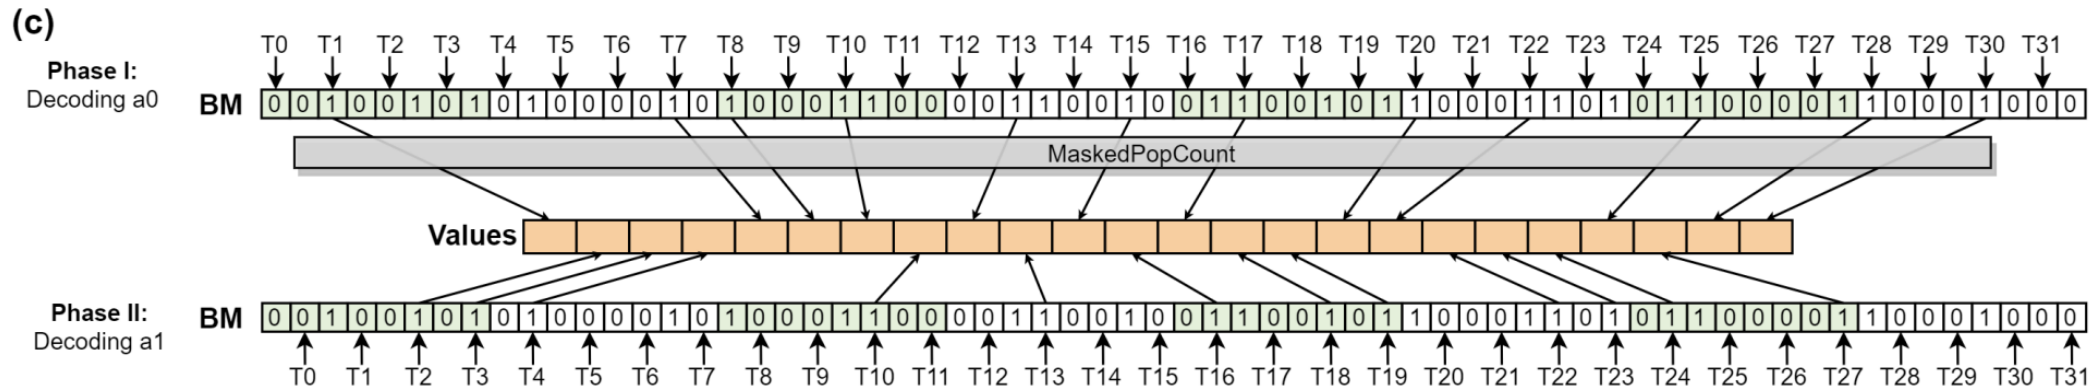 (c)
T0 T1 T2 T3 T4 T5 T6 T7 T8 T9 T10 T11 T12 T13 T14 T15 T16 T17 T18 T19 T20 T21 T22 T23 T24 T25 T26 T27 T28 T29 T30 T31
Phase I:
Decoding a0
BM 0 0 1 0 0 1 0 1 0 1 0 0 0 0 1 0 1 0 0 0 1 1 0 0 0 0 1 1 0 0 1 0 0 1 1 0 0 1 0 1 1 0 0 0 1 1 0 1 0 1 1 0 0 0 0 1 1 0 0 0 1 0 0 0
MaskedPopCount
Values
Phase II:
Decoding a1
BM 0 0 1 0 0 1 0 1 0 1 0 0 0 0 1 0 1 0 0 0 1 1 0 0 0 0 1 1 0 0 1 0 0 1 1 0 0 1 0 1 1 0 0 0 1 1 0 1 0 1 1 0 0 0 0 1 1 0 0 0 1 0 0 0
T0 T1 T2 T3 T4 T5 T6 T7 T8 T9 T10 T11 T12 T13 T14 T15 T16 T17 T18 T19 T20 T21 T22 T23 T24 T25 T26 T27 T28 T29 T30 T31